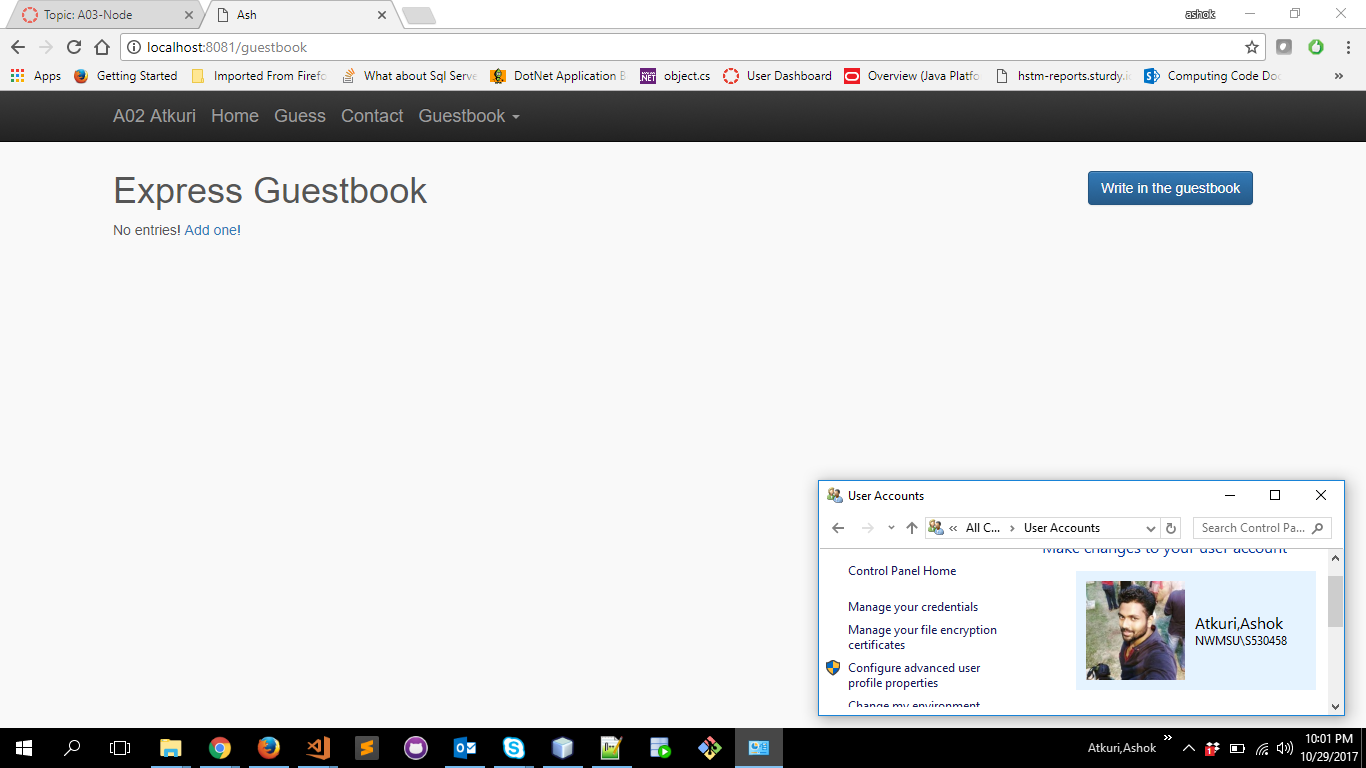 Topic: A03-Node
Ash
ashok
localhost:8081/guestbook
Apps Getting Started Imported From Firefo What about Sql Serve DotNet Application B object.cs User Dashboard Overview (Java Platfo hstm-reports.sturdy.i Computing Code Do »
A02 Atkuri Home Guess Contact Guestbook
Express Guestbook
Write in the guestbook
No entries! Add one!
User Accounts
« All C... > User Accounts
Search Control Pa...
Make changes to your user account
Control Panel Home
Manage your credentials
Manage your file encryption
certificates
Configure advanced user
profile properties
Change my environment
Atkuri,Ashok
NWMSU\S530458
Atkuri,Ashok »
10:01 PM
10/29/2017